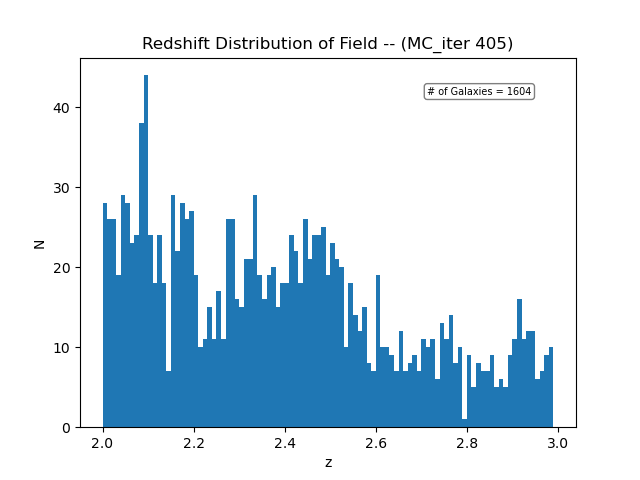 Redshift Distribution of Field -- (MC_iter 405)
# of Galaxies = 1604
40
30
20
10
0
N
2.0 2.2 2.4 2.6 2.8 3.0
z